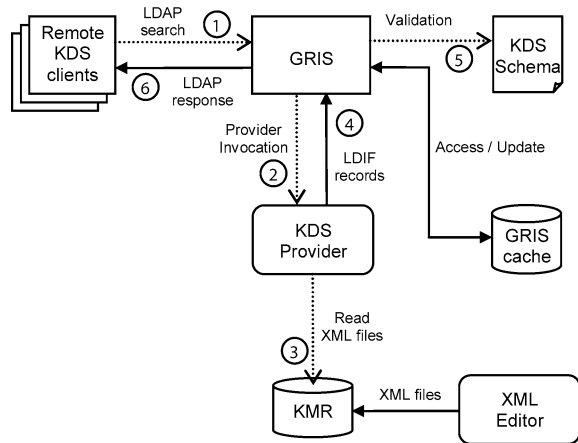 LDAP
search
1
Validation
Remote
KDS
clients
GRIS
5
KDS
Schema
6
LDAP
response
Provider
Invocation
2
4
LDIF
records
Access / Update
KDS
Provider
GRIS
cache
Read
XML files
3
KMR
XML files
XML
Editor